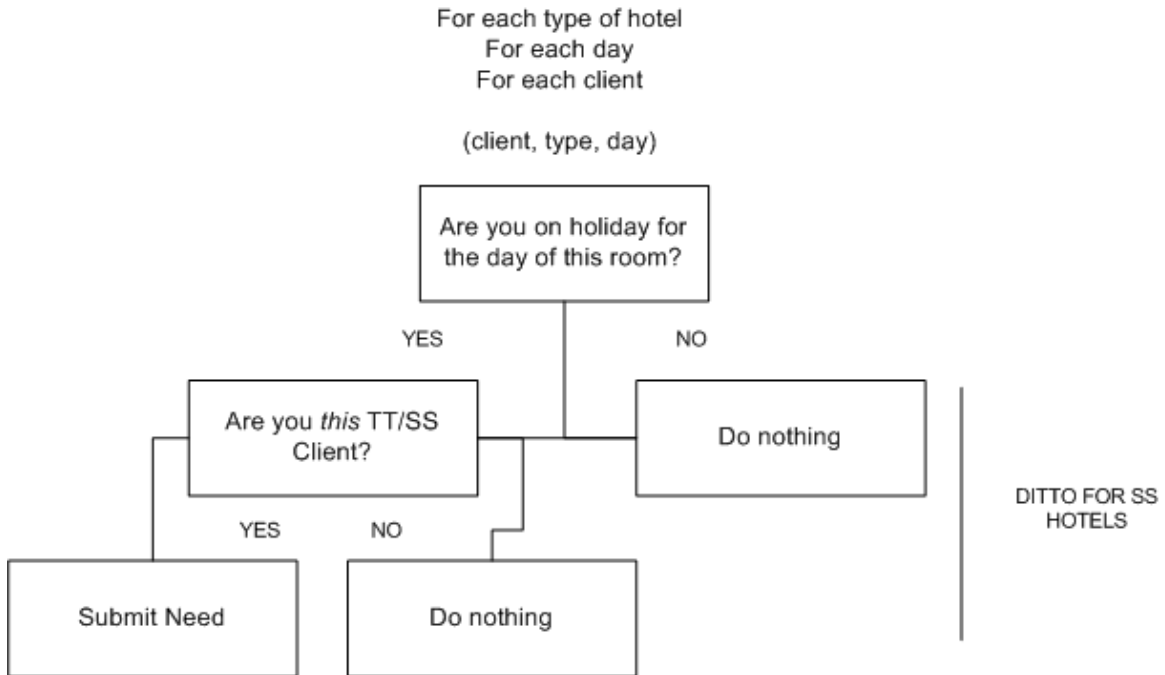 For each type of hotel
For each day
For each client
(client, type, day)
Are you on holiday for
the day of this room?
YES
NO
Are you this TT/SS
Client?
Do nothing
DITTO FOR SS
HOTELS
YES
NO
Submit Need
Do nothing